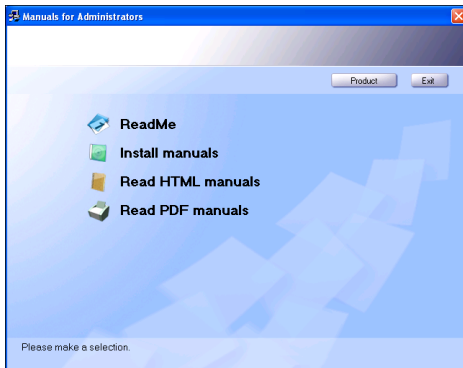 Manuals for Administrators
Product Exit
ReadMe
Install manuals
Read HTML manuals
Read PDF manuals
Please make a selection.